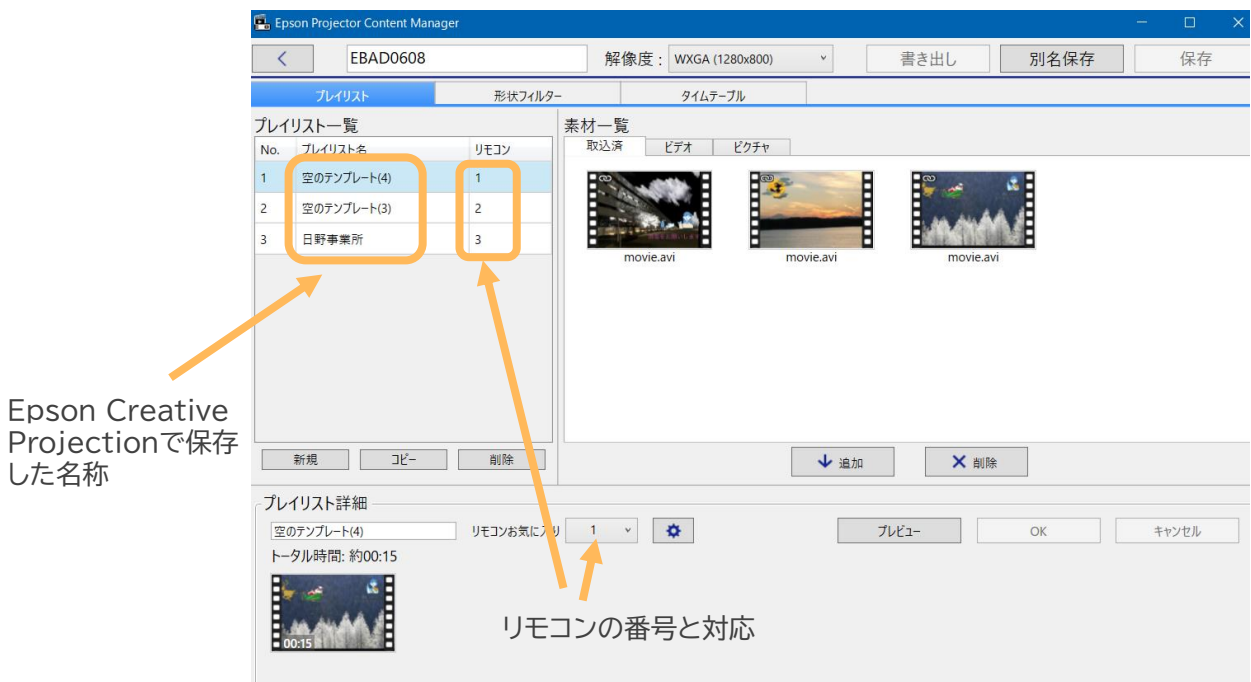 Epson Projector Content Manager
EBAD0608
解像度 : WXGA (1280x800)
書き出し
別名保存
保存
プレイリスト
形状フィルター
タイムテーブル
プレイリスト一覧
No. プレイリスト名 リモコン
1 空のテンプレート(4) 1
2 空のテンプレート(3) 2
3 日野事業所 3
新規
コピー
削除
素材一覧
取込済
ビデオ
ピクチャ
movie.avi
movie.avi
movie.avi
追加
削除
Epson Creative
Projectionで保存
した名称
プレイリスト詳細
空のテンプレート(4)
リモコンお気に入り 1
プレビュー
OK
キャンセル
トータル時間: 約00:15
00:15
リモコンの番号と対応